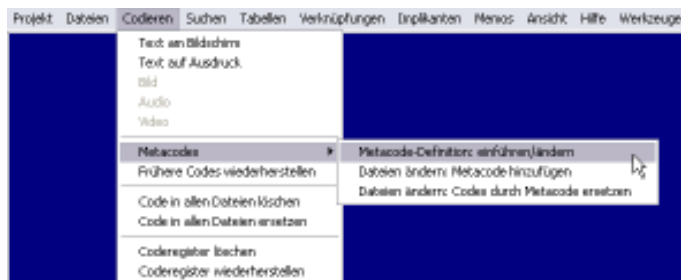 Projekt Dateien Codieren Suchen Tabellen Verknüpfungen Implikanten Memos Ansicht Hilfe Werkzeuge
Text am Bildschirm
Text auf Ausdruck
Bild
Audio
Video
Metacodes
Metacode-Definition: einführen/ändern
Frühere Codes wiederherstellen
Dateien ändern: Metacode hinzufügen
Dateien ändern: Codes durch Metacode ersetzen
Code in allen Dateien löschen
Code in allen Dateien ersetzen
Coderegister löschen
Coderegister wiederherstellen